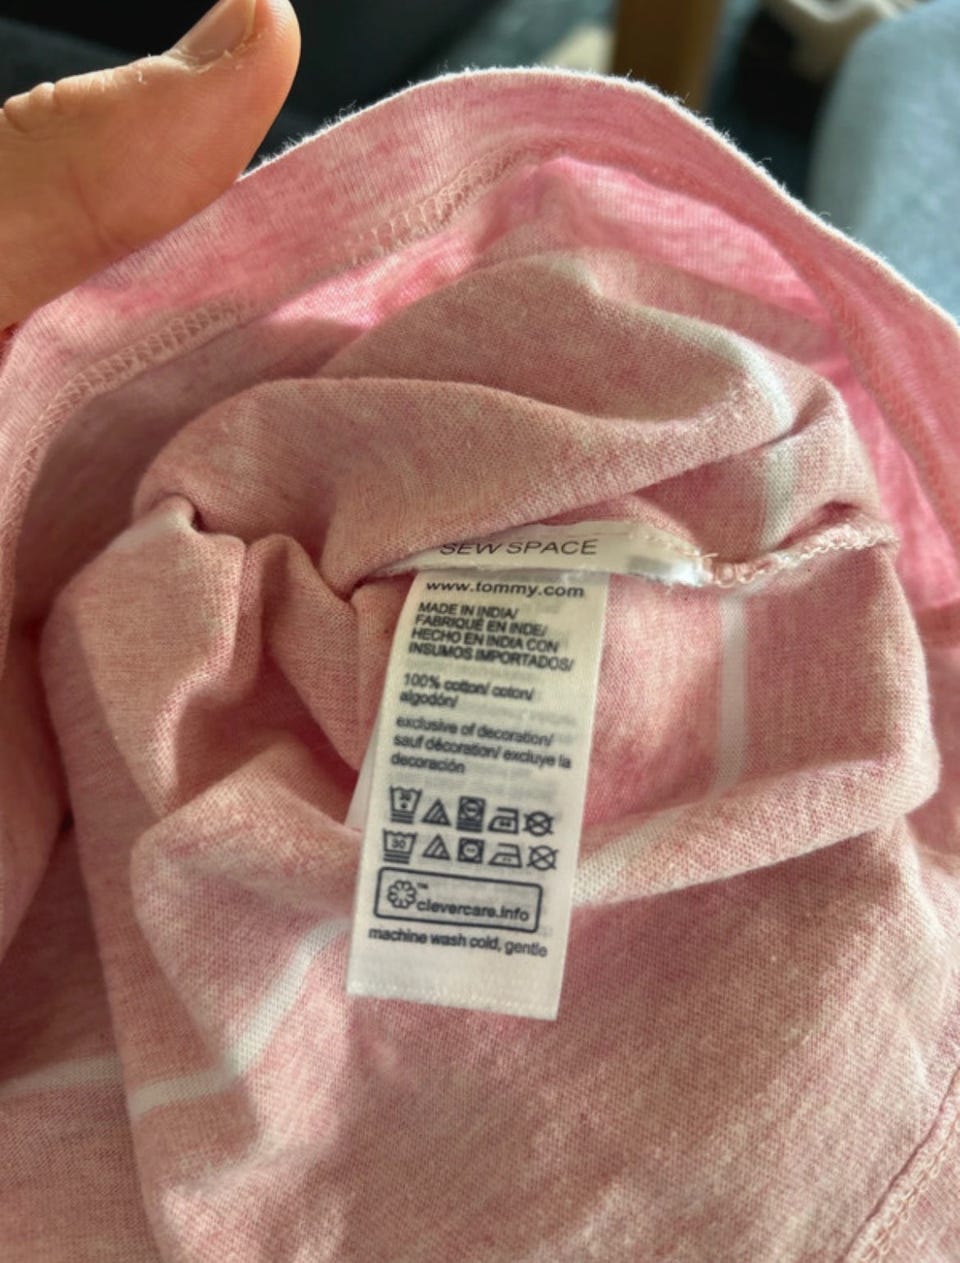 SEW SPACE
www.tommy.com
MADE IN INDIA/
FABRIQUÉ EN INDE/
HECHO EN INDIA CON
INSUMOS IMPORTADOS/
100% cotton/ coton/
algodón/
exclusive of decoration/
sauf décoration/ excluye la
decoración
30
clevercare.info
machine wash cold, gentle